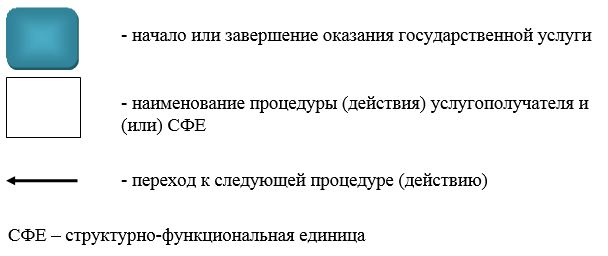 - начало или завершение оказания государственной услуги
- наименование процедуры (действия) услугополучателя и
(или) СФЕ
- переход к следующей процедуре (действию)
СФЕ – структурно-функциональная единица